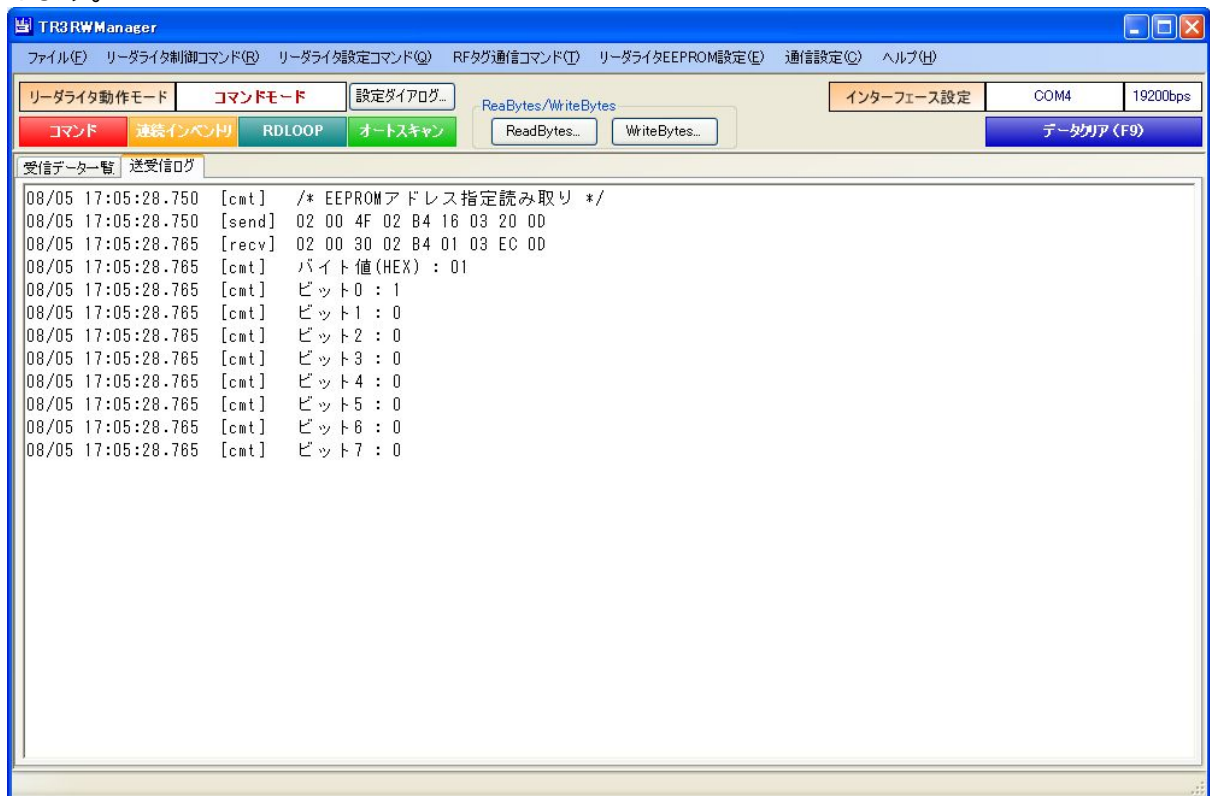 TR3RWManager
ファイル(F) リーダライタ制御コマンド(R) リーダライタ設定コマンド(Q) RFタグ通信コマンド(T) リーダライタEEPROM設定(E) 通信設定(C) ヘルプ(H)
リーダライタ動作モード コマンドモード 設定ダイアログ... ReaBytes/WriteBytes インターフェース設定 COM4 19200bps
コマンド 連続インベントリ RDLOOP オートスキャン ReadBytes... WriteBytes... データクリア(F9)
受信データ一覧 送受信ログ
08/05 17:05:28.750 [cmt] /* EEPROMアドレス指定読み取り */
08/05 17:05:28.750 [send] 02 00 4F 02 B4 16 03 20 0D
08/05 17:05:28.765 [recv] 02 00 30 02 B4 01 03 EC 0D
08/05 17:05:28.765 [cmt] バイト値(HEX) : 01
08/05 17:05:28.765 [cmt] ビット0 : 1
08/05 17:05:28.765 [cmt] ビット1 : 0
08/05 17:05:28.765 [cmt] ビット2 : 0
08/05 17:05:28.765 [cmt] ビット3 : 0
08/05 17:05:28.765 [cmt] ビット4 : 0
08/05 17:05:28.765 [cmt] ビット5 : 0
08/05 17:05:28.765 [cmt] ビット6 : 0
08/05 17:05:28.765 [cmt] ビット7 : 0